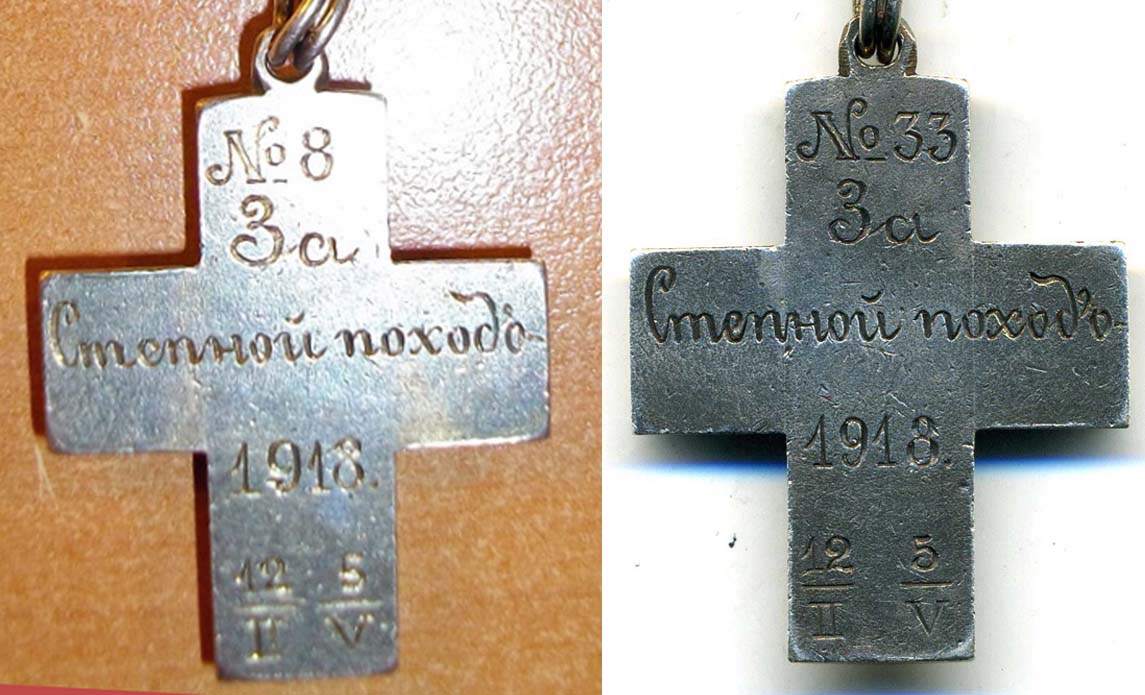 № 8
За
Степной походъ
1918.
12 5
II V
№ 33
За
Степной походъ
1918.
12 5
II V